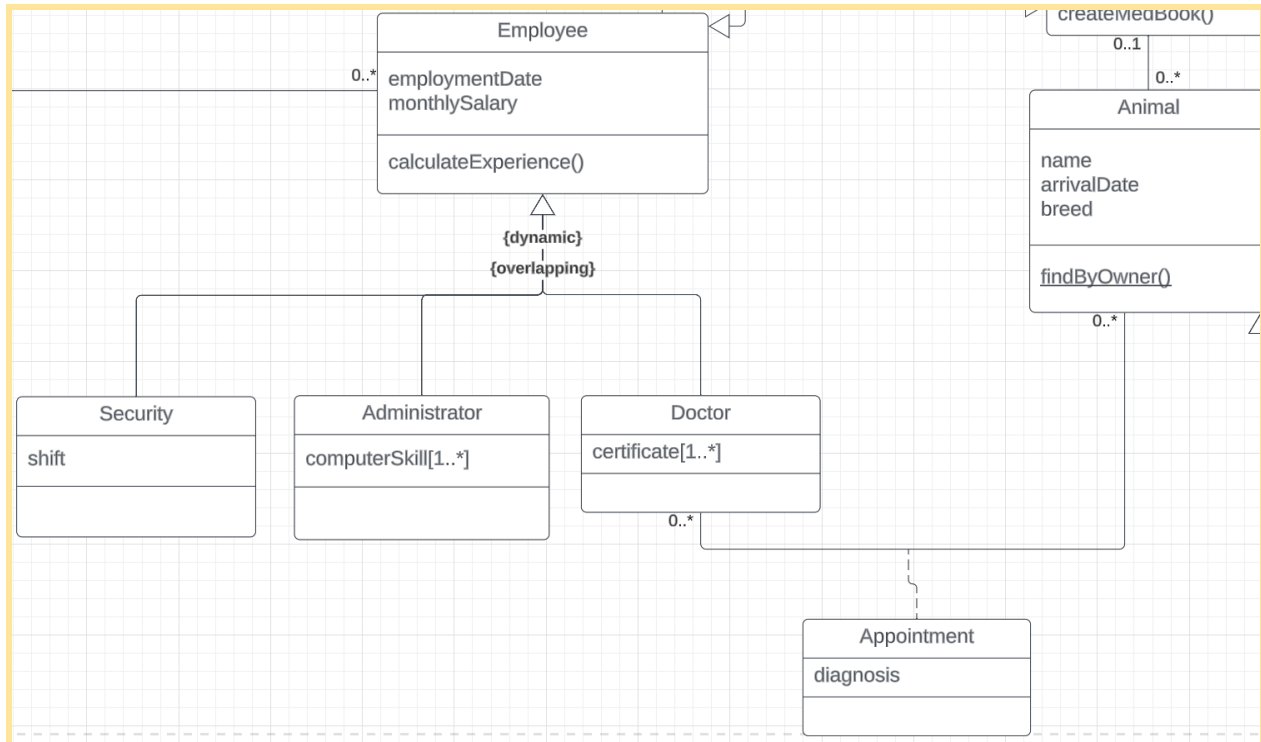 Employee
0..*
employmentDate
monthlySalary
calculateExperience()
{dynamic}
{overlapping}
createMedBook()
0..1
0..*
Animal
name
arrivalDate
breed
findByOwner()
0..*
Security
shift
Administrator
computerSkill[1..*]
Doctor
certificate[1..*]
0..*
Appointment
diagnosis